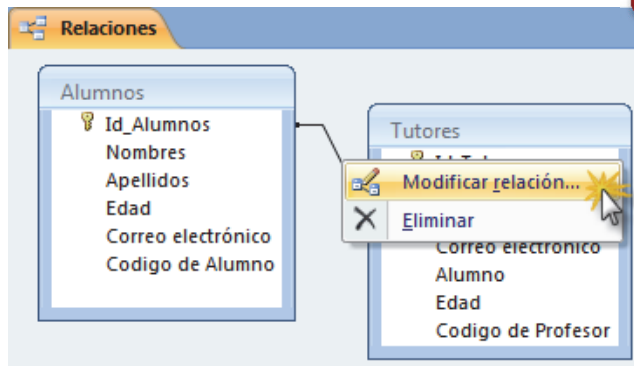 Relaciones
Alumnos
Id_Alumnos
Nombres
Apellidos
Edad
Correo electrónico
Codigo de Alumno
Tutores
Modificar relación...
Eliminar
Correo electrónico
Alumno
Edad
Codigo de Profesor